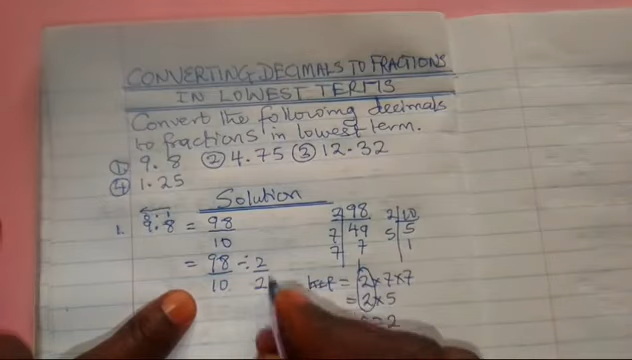 CONVERTING DECIMALS TO FRACTIONS
IN LOWEST TERMS
Convert the following decimals
to fractions in lowest term.
① 9.8 ② 4.75 ③ 12.32
④ 1.25
Solution
1. 9.8 = 98/10
= 98/10 ÷ 2/2
2 98
7 49
7 7
1
2 10
5 5
1
= 2×7×7
= 2×5
= 2